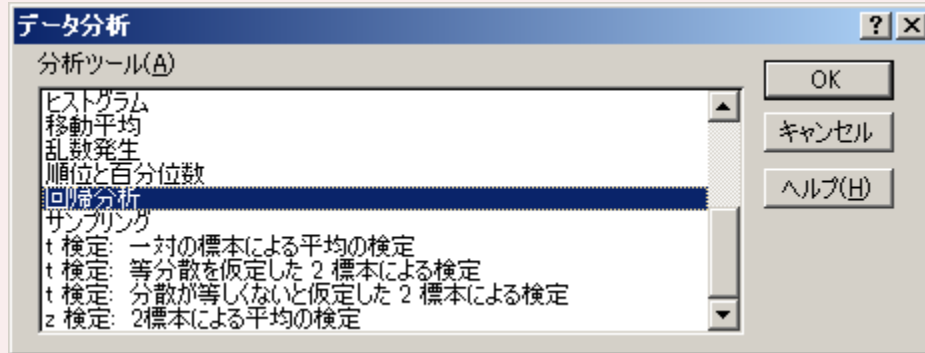 データ分析
分析ツール(A)
ヒストグラム
移動平均
乱数発生
順位と百分位数
回帰分析
サンプリング
t 検定: 一対の標本による平均の検定
t 検定: 等分散を仮定した 2 標本による検定
t 検定: 分散が等しくないと仮定した 2 標本による検定
z 検定: 2標本による平均の検定
OK
キャンセル
ヘルプ(H)